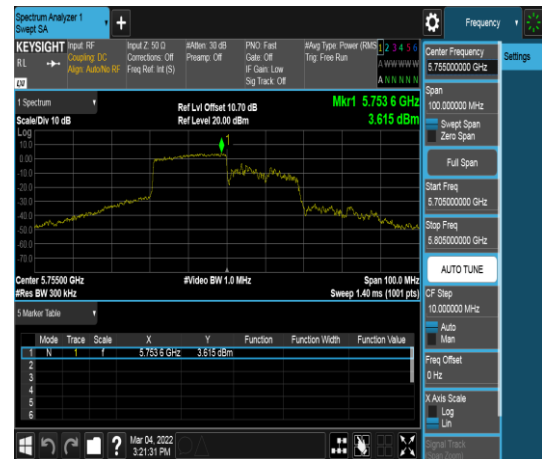 Spectrum Analyzer 1
Swept SA
Frequency
KEYSIGHT
Input: RF
Input Z: 50 Ω
#Atten: 30 dB
PNO: Fast
#Avg Type: Power (RMS
1 2 3 4 5 6
RL
Coupling: DC
Corrections: Off
Preamp: Off
Gate: Off
Trig: Free Run
A W W W W W
Align: Auto/No RF
Freq Ref: Int (S)
IF Gain: Low
Sig Track: Off
A N N N N N
LXI
1 Spectrum
Scale/Div 10 dB
Ref Lvl Offset 10.70 dB
Ref Level 20.00 dBm
Mkr1 5.753 6 GHz
3.615 dBm
Log
1
10.0
0.00
-10.0
-20.0
-30.0
-40.0
-50.0
-60.0
-70.0
Center 5.75500 GHz
#Video BW 1.0 MHz
Span 100.0 MHz
#Res BW 300 kHz
Sweep 1.40 ms (1001 pts)
5 Marker Table
Mode Trace Scale X Y Function Function Width Function Value
1 N 1 f 5.753 6 GHz 3.615 dBm
2
3
4
5
6
Mar 04, 2022
3:21:31 PM
Center Frequency
5.755000000 GHz
Settings
Span
100.000000 MHz
Swept Span
Zero Span
Full Span
Start Freq
5.705000000 GHz
Stop Freq
5.805000000 GHz
AUTO TUNE
CF Step
10.000000 MHz
Auto
Man
Freq Offset
0 Hz
X Axis Scale
Log
Lin
Signal Track
(Span Zoom)